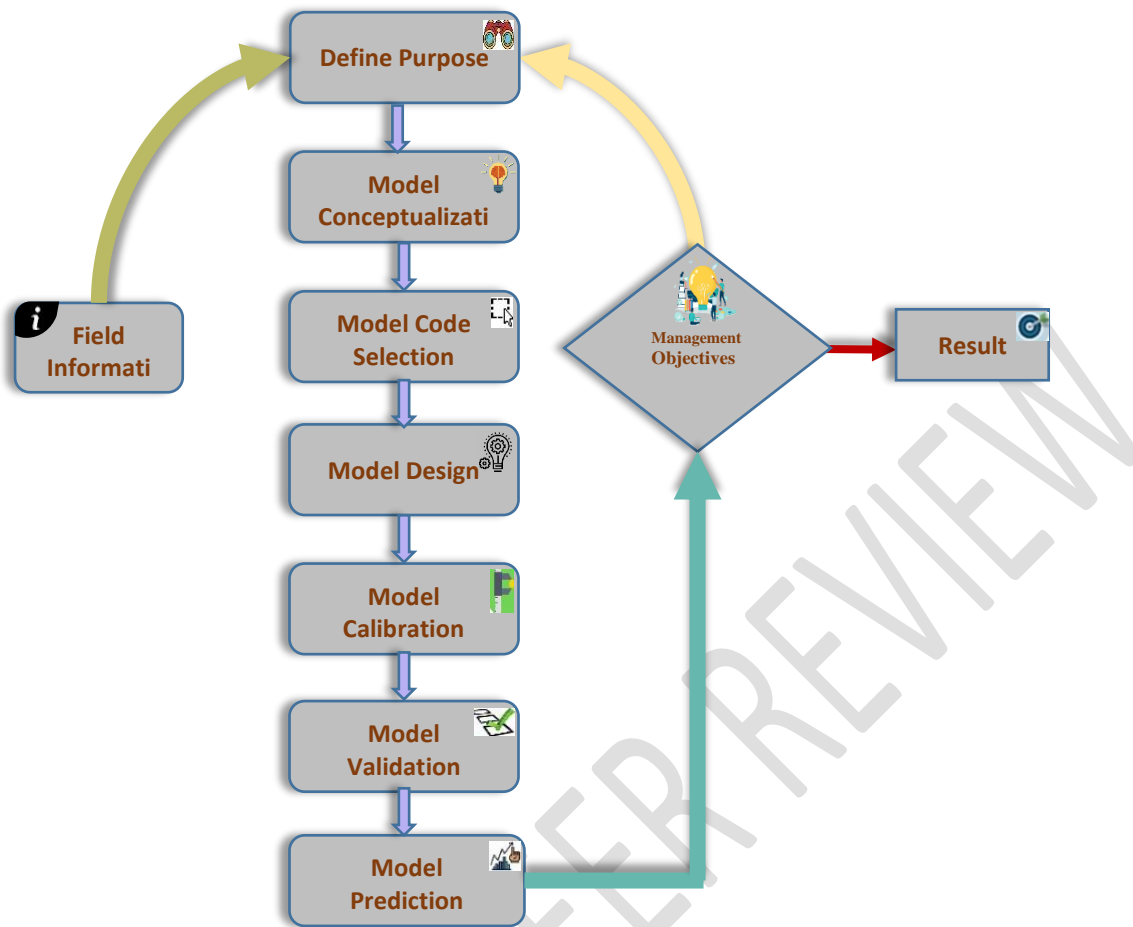 Define Purpose
Model
Conceptualizati
Model Code
Selection
Model Design
Model
Calibration
Model
Validation
Model
Prediction
i
Field
Informati
Management
Objectives
Result
ER REVIEW